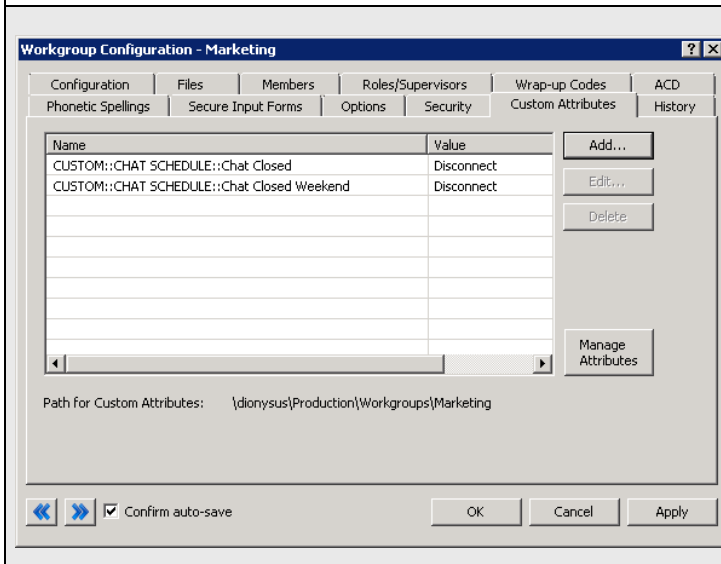 Workgroup Configuration - Marketing
Configuration Files Members Roles/Supervisors Wrap-up Codes ACD
Phonetic Spellings Secure Input Forms Options Security Custom Attributes History
Name Value Add...
CUSTOM::CHAT SCHEDULE::Chat Closed Disconnect
CUSTOM::CHAT SCHEDULE::Chat Closed Weekend Disconnect Edit...
Delete
Manage
Attributes
Path for Custom Attributes: \dionysus\Production\Workgroups\Marketing
Confirm auto-save OK Cancel Apply